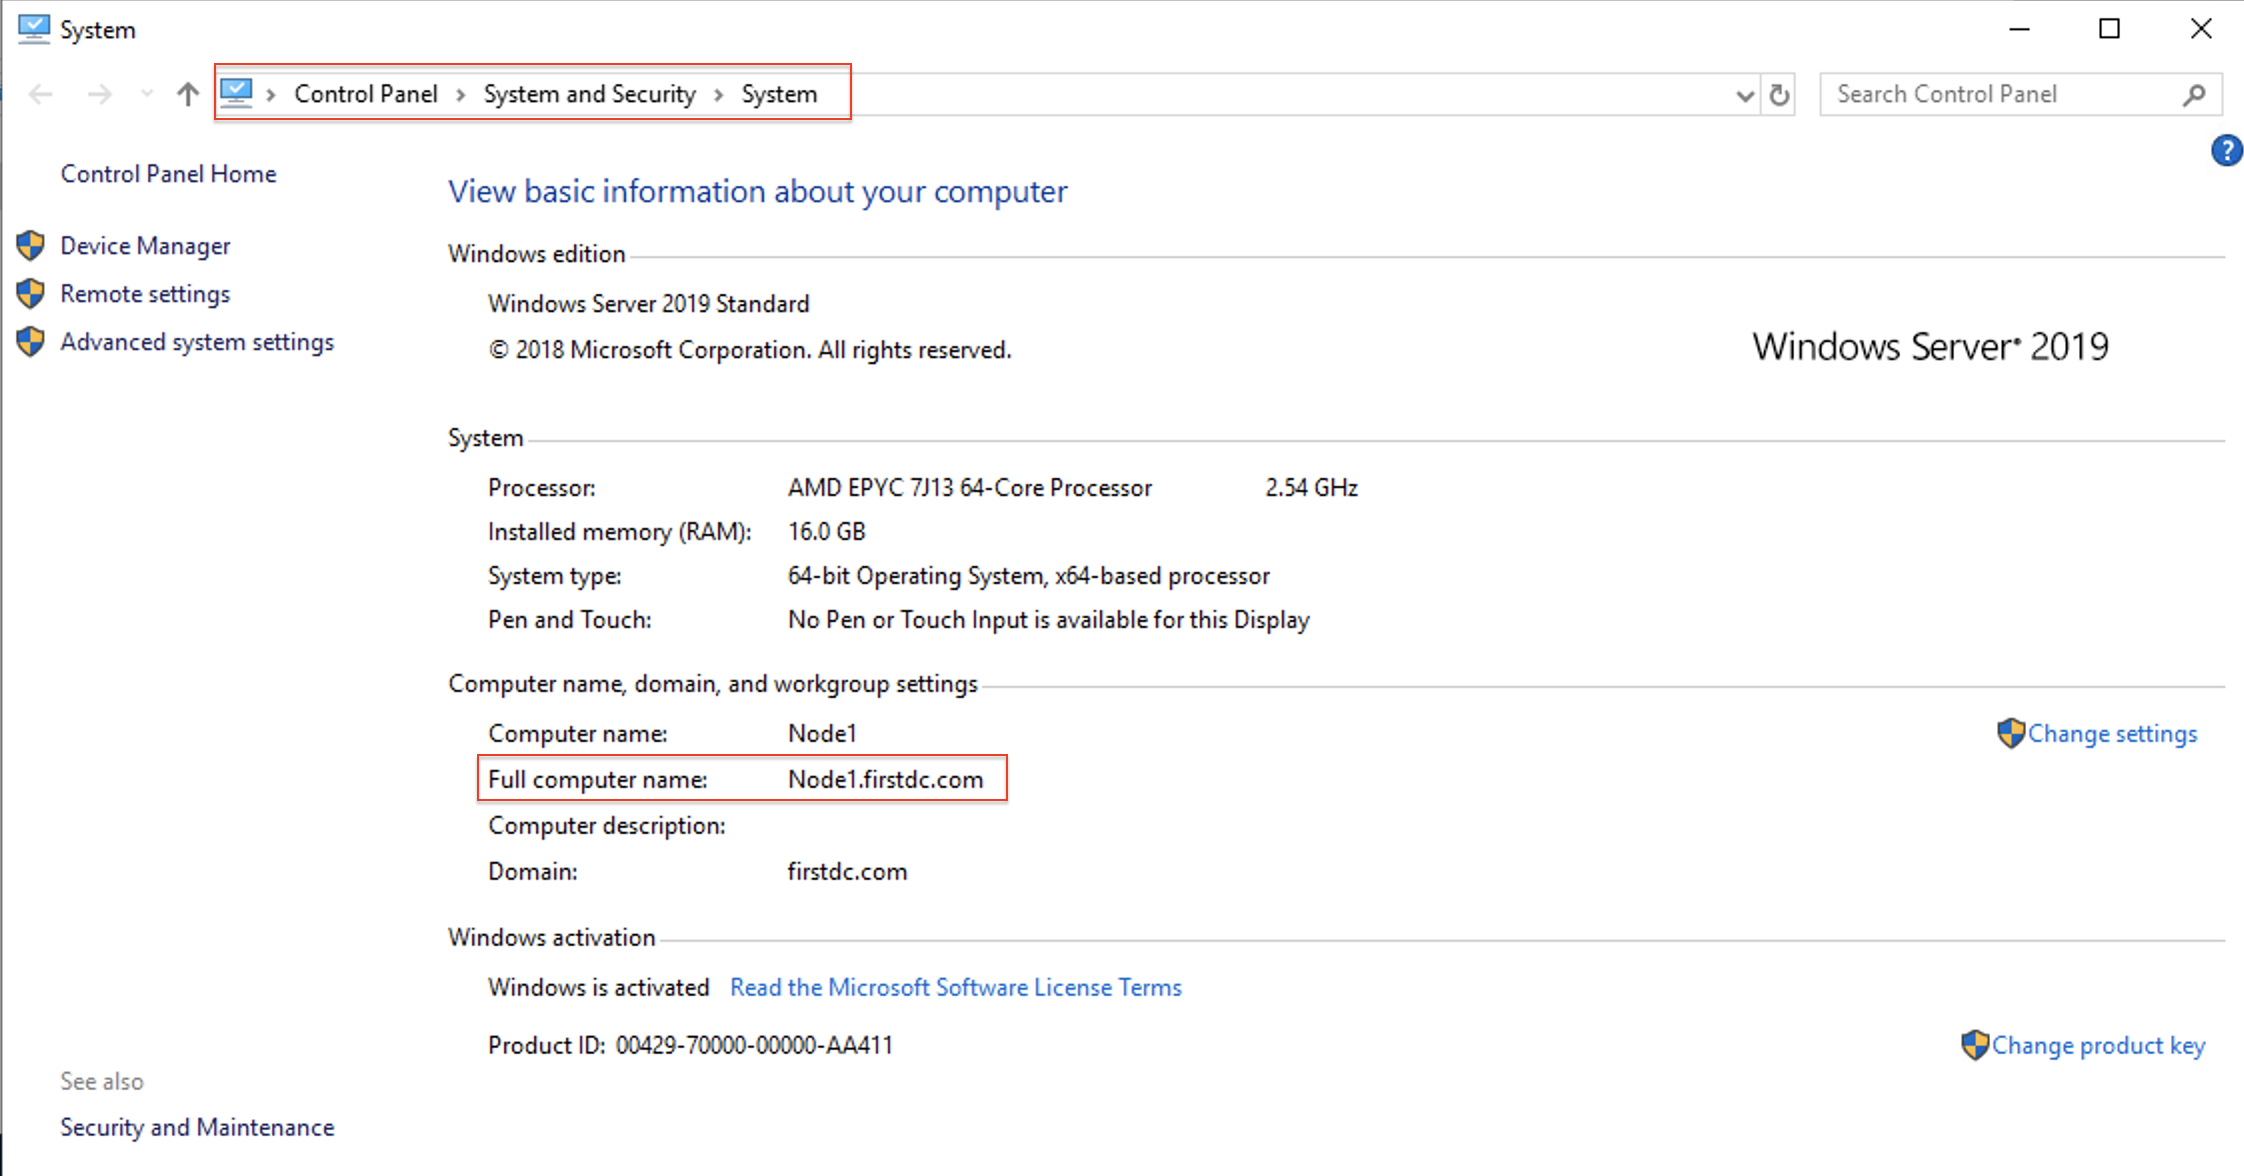 System
Control Panel > System and Security > System
Search Control Panel
?
Control Panel Home
Device Manager
Remote settings
Advanced system settings
View basic information about your computer
Windows edition
Windows Server 2019 Standard
© 2018 Microsoft Corporation. All rights reserved.
Windows Server® 2019
System
Processor: AMD EPYC 7J13 64-Core Processor 2.54 GHz
Installed memory (RAM): 16.0 GB
System type: 64-bit Operating System, x64-based processor
Pen and Touch: No Pen or Touch Input is available for this Display
Computer name, domain, and workgroup settings
Computer name: Node1
Change settings
Full computer name: Node1.firstdc.com
Computer description:
Domain: firstdc.com
Windows activation
Windows is activated Read the Microsoft Software License Terms
Product ID: 00429-70000-00000-AA411
Change product key
See also
Security and Maintenance